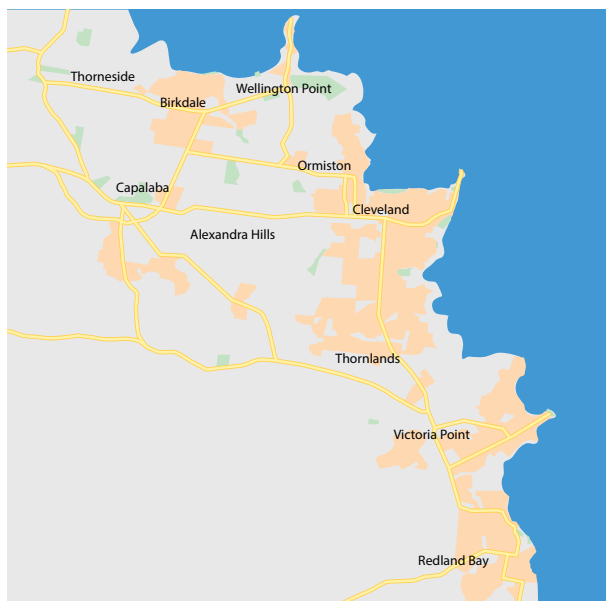 Thorneside
Wellington Point
Birkdale
Ormiston
Capalaba
Cleveland
Alexandra Hills
Thornlands
Victoria Point
Redland Bay